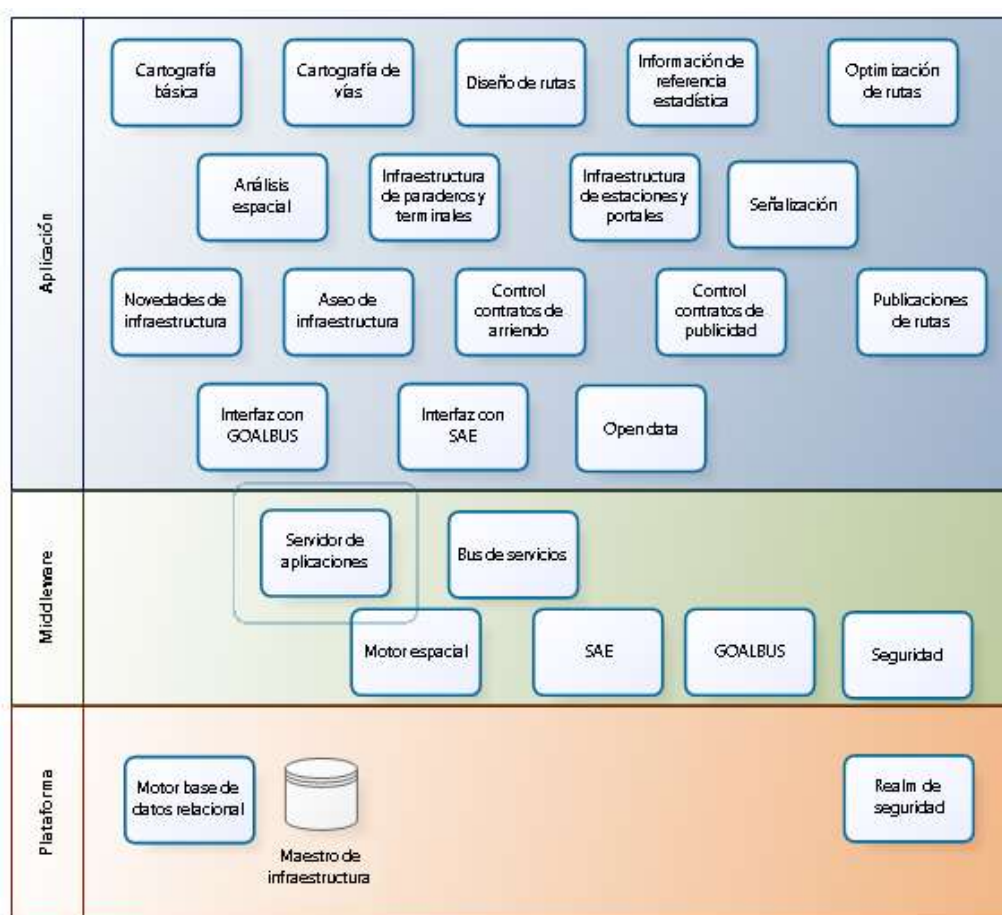 Aplicación
Cartografía
básica
Cartografía de
vías
Diseño de rutas
Información de
referencia
estadística
Optimización
de rutas
Análisis
espacial
Infraestructura
de paraderos y
terminales
Infraestructura
de estaciones y
portales
Señalización
Novedades de
infraestructura
Aseo de
infraestructura
Control
contratos de
arriendo
Control
contratos de
publicidad
Publicaciones
de rutas
Interfaz con
GOALBUS
Interfaz con
SAE
Open data
Middleware
Servidor de
aplicaciones
Bus de servicios
Motor espacial
SAE
GOALBUS
Seguridad
Plataforma
Motor base de
datos relacional
Maestro de
infraestructura
Realm de
seguridad